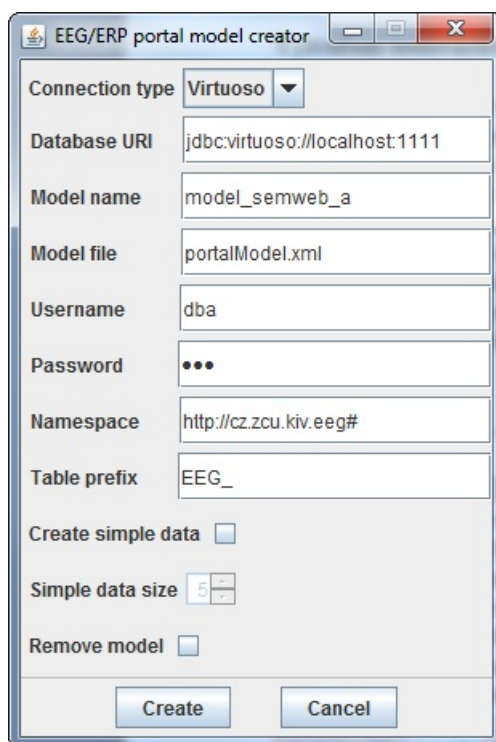 EEG/ERP portal model creator
Connection type Virtuoso
Database URI jdbc:virtuoso://localhost:1111
Model name model_semweb_a
Model file portalModel.xml
Username dba
Password •••
Namespace http://cz.zcu.kiv.eeg#
Table prefix EEG_
Create simple data
Simple data size 5
Remove model
Create Cancel